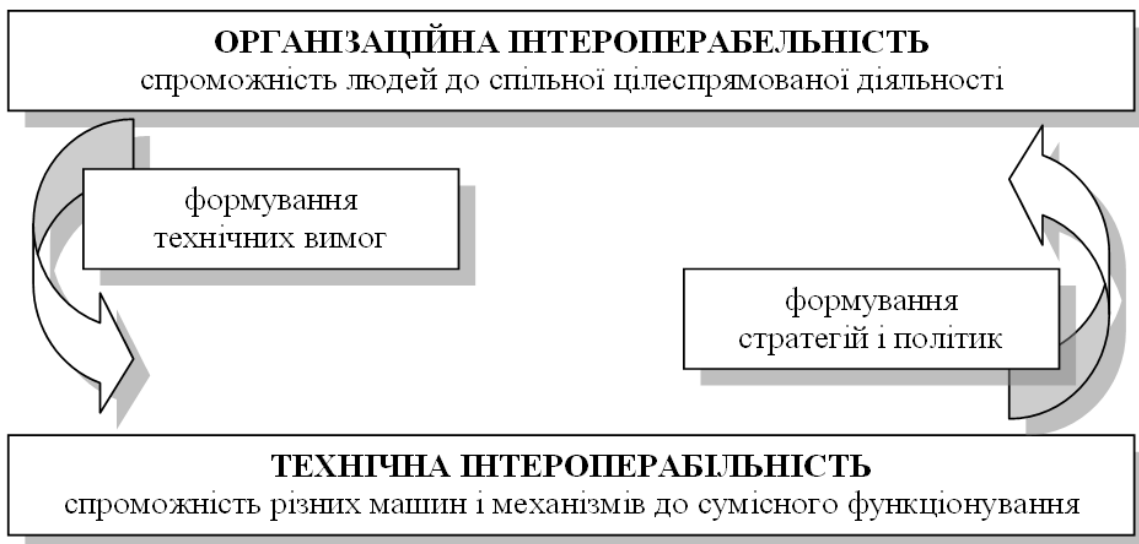 ОРГАНІЗАЦІЙНА ІНТЕРОПЕРАБЕЛЬНІСТЬ
спроможність людей до спільної цілеспрямованої діяльності
формування
технічних вимог
формування
стратегій і політик
ТЕХНІЧНА ІНТЕРОПЕРАБІЛЬНІСТЬ
спроможність різних машин і механізмів до сумісного функціонування